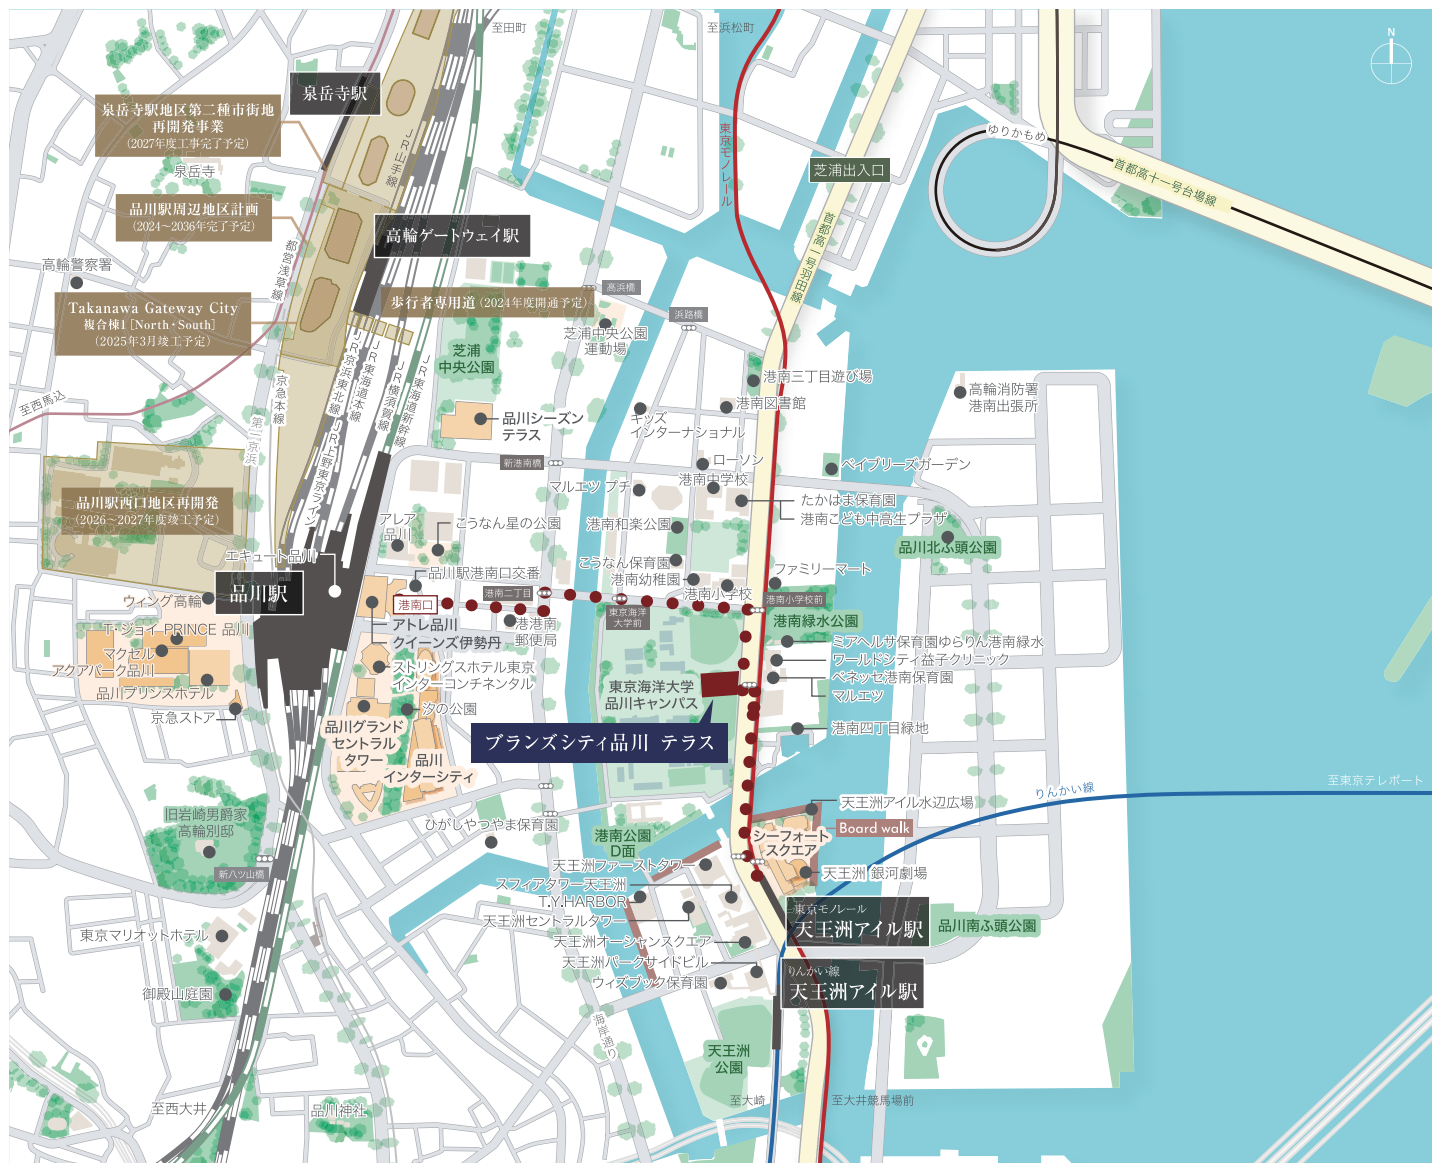 至田町
至浜松町
N
泉岳寺駅
泉岳寺駅地区第二種市街地
再開発事業
(2027年度工事完了予定)
泉岳寺
JR山手線
東京モノレール
ゆりかもめ
芝浦出入口
首都高十一号台場線
品川駅周辺地区計画
(2024〜2036年完了予定)
高輪ゲートウェイ駅
首都高一号羽田線
都営浅草線
高輪警察署
Takanawa Gateway City
複合棟1[North・South]
(2025年3月竣工予定)
歩行者専用道(2024年度開通予定)
高浜橋
浜路橋
芝浦中央公園
運動場
芝浦
中央公園
JR京浜東北線
JR東海道本線
JR横須賀線
JR東海道新幹線
JR上野東京ライン
京急本線
第二京浜
至西馬込
港南三丁目遊び場
港南図書館
高輪消防署
港南出張所
品川シーズン
テラス
キッズ
インターナショナル
新港南橋
ローソン
ベイブリーズガーデン
マルエツ プチ
港南中学校
品川駅西口地区再開発
(2026〜2027年度竣工予定)
たかはま保育園
港南こども中高生プラザ
アレア
品川
こうなん星の公園
港南和楽公園
品川北ふ頭公園
エキュート品川
品川駅港南口交番
こうなん保育園
港南幼稚園
ファミリーマート
品川駅
ウィング高輪
港南口
港南二丁目
港南小学校
港南小学校前
東京海洋
大学前
港港南
郵便局
港南緑水公園
アトレ品川
クイーンズ伊勢丹
T・ジョイ PRINCE 品川
マクセル
アクアパーク品川
品川プリンスホテル
京急ストア
ストリングスホテル東京
インターコンチネンタル
ミアヘルサ保育園ゆらりん港南緑水
ワールドシティ益子クリニック
ベネッセ港南保育園
マルエツ
東京海洋大学
品川キャンパス
汐の公園
港南四丁目緑地
品川グランド
セントラル
タワー
ブランズシティ品川 テラス
品川
インターシティ
至東京テレポート
りんかい線
旧岩崎男爵家
高輪別邸
ひがしやつやま保育園
港南公園
D面
天王洲アイル水辺広場
Board walk
シーフォート
スクエア
新八ツ山橋
天王洲ファーストタワー
天王洲 銀河劇場
スフィアタワー天王洲
T.Y.HARBOR
天王洲セントラルタワー
東京モノレール
天王洲アイル駅
品川南ふ頭公園
東京マリオットホテル
天王洲オーシャンスクエア
天王洲パークサイドビル
りんかい線
天王洲アイル駅
ウィズブック保育園
御殿山庭園
海岸通り
天王洲
公園
至西大井
品川神社
至大崎
至大井競馬場前